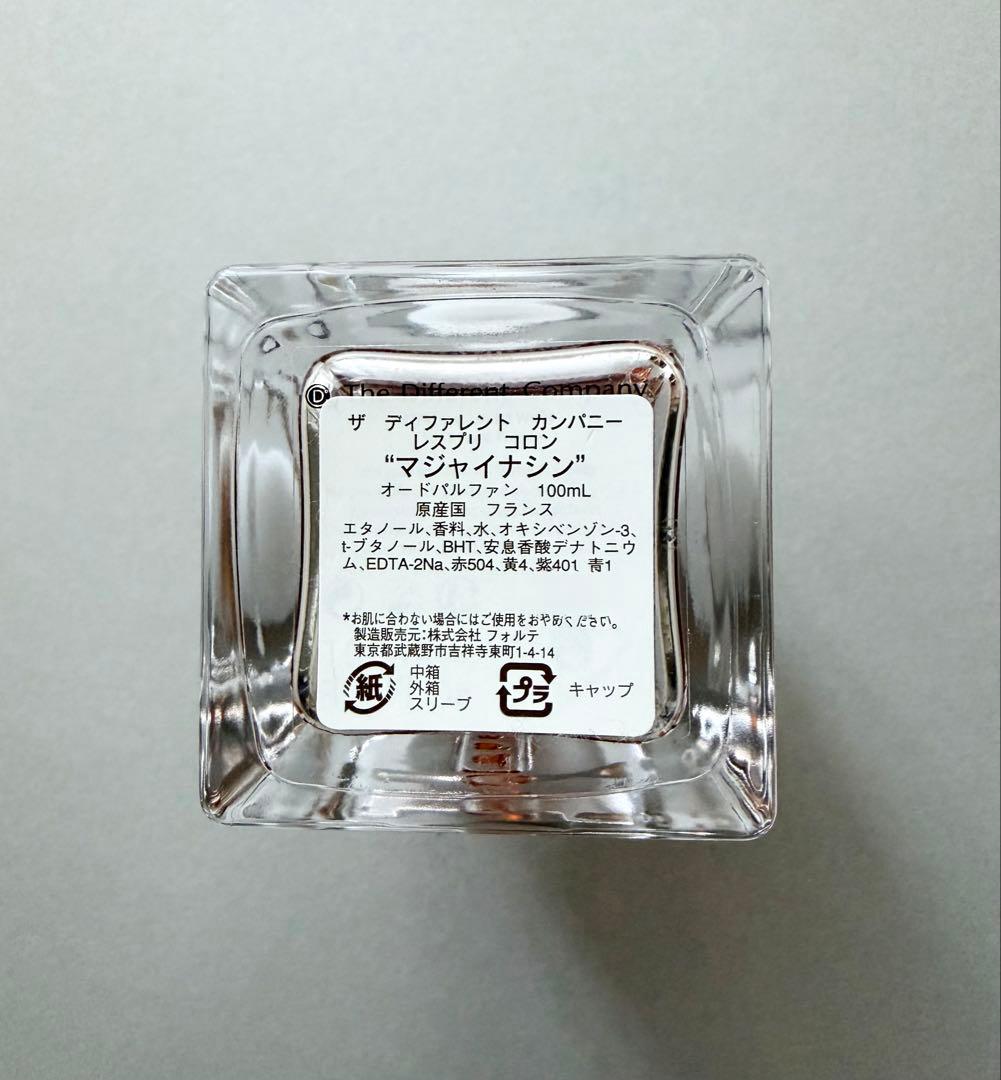 D The Different Company
ザ ディファレント カンパニー
レスプリ コロン
“マジャイナシン”
オードパルファン 100mL
原産国 フランス
エタノール､香料､水､オキシベンゾン-3､
t-ブタノール､BHT､安息香酸デナトニウ
ム､EDTA-2Na､赤504､黄4､紫401 青1
*お肌に合わない場合にはご使用をおやめください。
製造販売元:株式会社 フォルテ
東京都武蔵野市吉祥寺東町1-4-14
紙 中箱
外箱
スリーブ
プラ キャップ